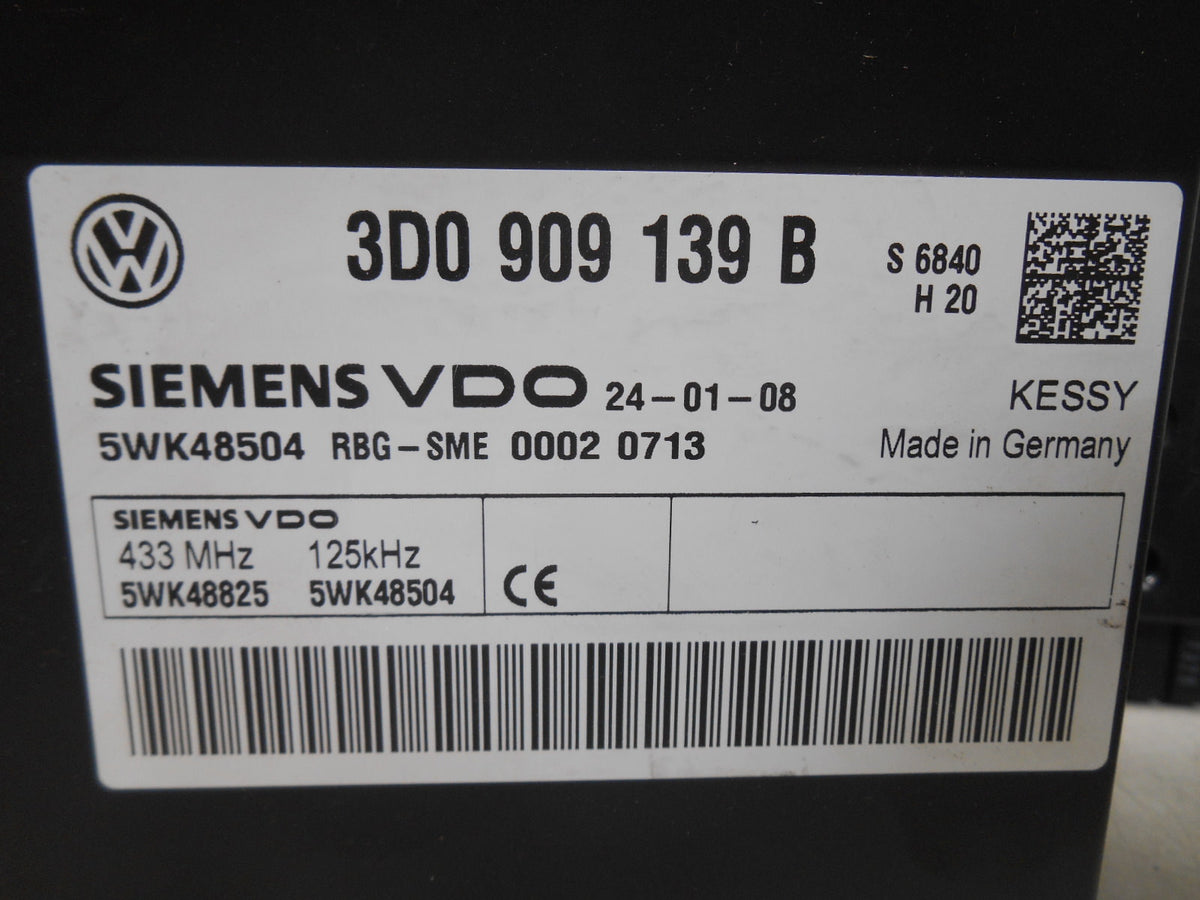 3D0 909 139 B
S 6840
H 20
SIEMENS VDO 24-01-08
KESSY
5WK48504 RBG-SME 0002 0713
Made in Germany
SIEMENS VDO
433 MHz 125kHz
5WK48825 5WK48504
CE